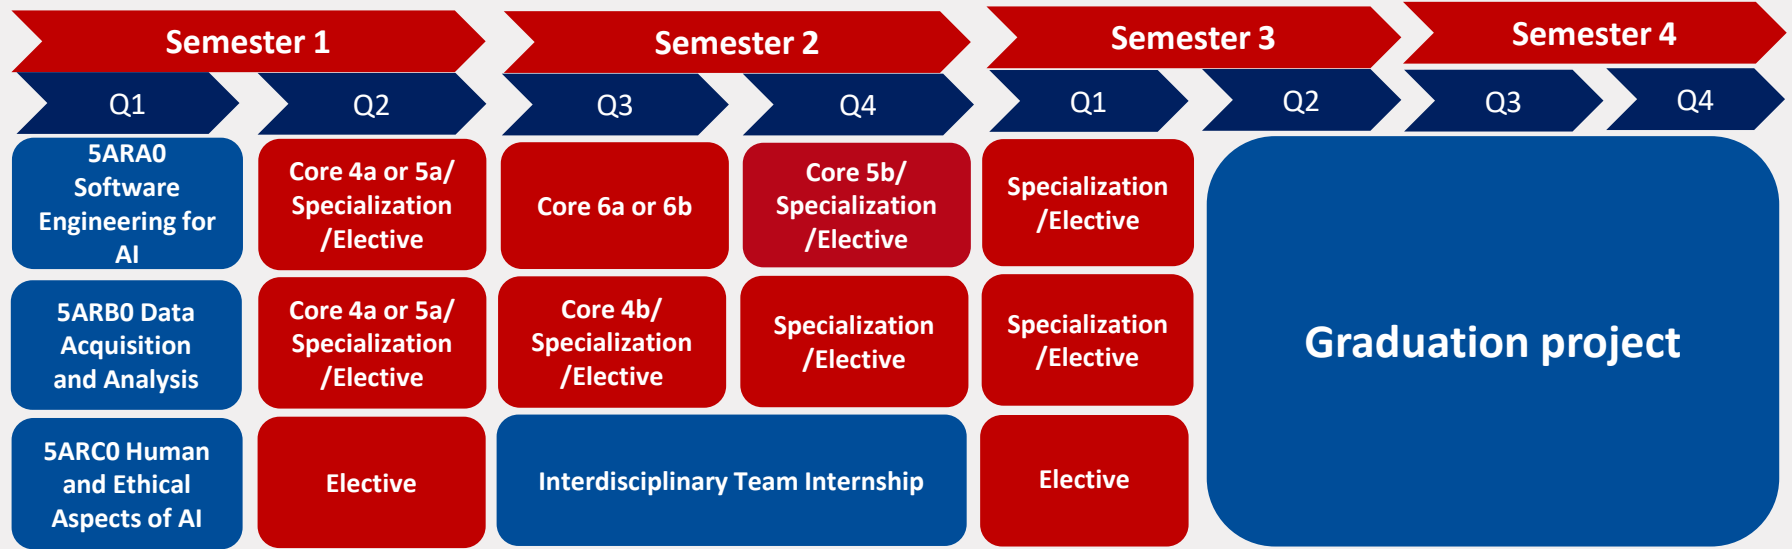 Semester 1
Semester 2
Semester 3
Semester 4
Q1
Q2
Q3
Q4
Q1
Q2
Q3
Q4
5ARA0
Software
Engineering for
AI
Core 4a or 5a/
Specialization
/Elective
Core 6a or 6b
Core 5b/
Specialization
/Elective
Specialization
/Elective
5ARB0 Data
Acquisition
and Analysis
Core 4a or 5a/
Specialization
/Elective
Core 4b/
Specialization
/Elective
Specialization
/Elective
Specialization
/Elective
Graduation project
5ARC0 Human
and Ethical
Aspects of AI
Elective
Interdisciplinary Team Internship
Elective